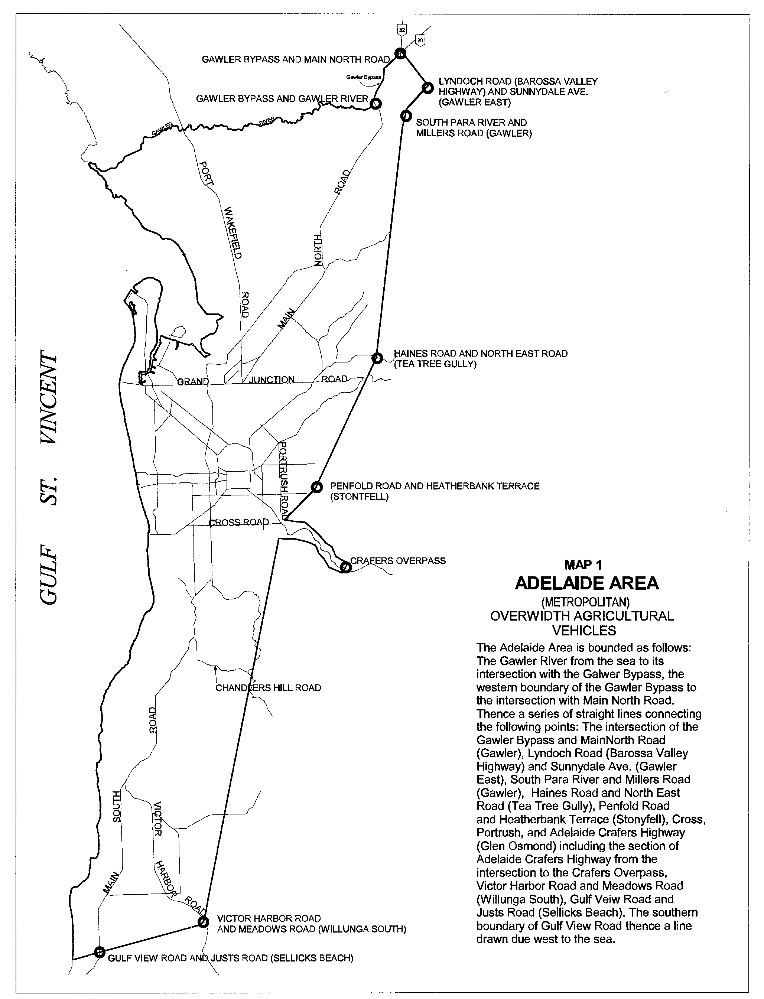 32
20
GAWLER BYPASS AND MAIN NORTH ROAD
Gawler Bypass
LYNDOCH ROAD (BAROSSA VALLEY
HIGHWAY) AND SUNNYDALE AVE.
(GAWLER EAST)
GAWLER BYPASS AND GAWLER RIVER
SOUTH PARA RIVER AND
MILLERS ROAD (GAWLER)
GAWLER RIVER
PORT WAKEFIELD ROAD
MAIN NORTH ROAD
HAINES ROAD AND NORTH EAST ROAD
(TEA TREE GULLY)
GRAND JUNCTION ROAD
GULF ST. VINCENT
PORTRUSH ROAD
PENFOLD ROAD AND HEATHERBANK TERRACE
(STONTFELL)
CROSS ROAD
CRAFERS OVERPASS
CHANDLERS HILL ROAD
MAIN SOUTH ROAD
VICTOR HARBOR ROAD
VICTOR HARBOR ROAD
AND MEADOWS ROAD (WILLUNGA SOUTH)
GULF VIEW ROAD AND JUSTS ROAD (SELLICKS BEACH)
MAP 1
ADELAIDE AREA
(METROPOLITAN)
OVERWIDTH AGRICULTURAL
VEHICLES
The Adelaide Area is bounded as follows:
The Gawler River from the sea to its
intersection with the Galwer Bypass, the
western boundary of the Gawler Bypass to
the intersection with Main North Road.
Thence a series of straight lines connecting
the following points: The intersection of the
Gawler Bypass and MainNorth Road
(Gawler), Lyndoch Road (Barossa Valley
Highway) and Sunnydale Ave. (Gawler
East), South Para River and Millers Road
(Gawler), Haines Road and North East
Road (Tea Tree Gully), Penfold Road
and Heatherbank Terrace (Stonyfell), Cross,
Portrush, and Adelaide Crafers Highway
(Glen Osmond) including the section of
Adelaide Crafers Highway from the
intersection to the Crafers Overpass,
Victor Harbor Road and Meadows Road
(Willunga South), Gulf Veiw Road and
Justs Road (Sellicks Beach). The southern
boundary of Gulf View Road thence a line
drawn due west to the sea.